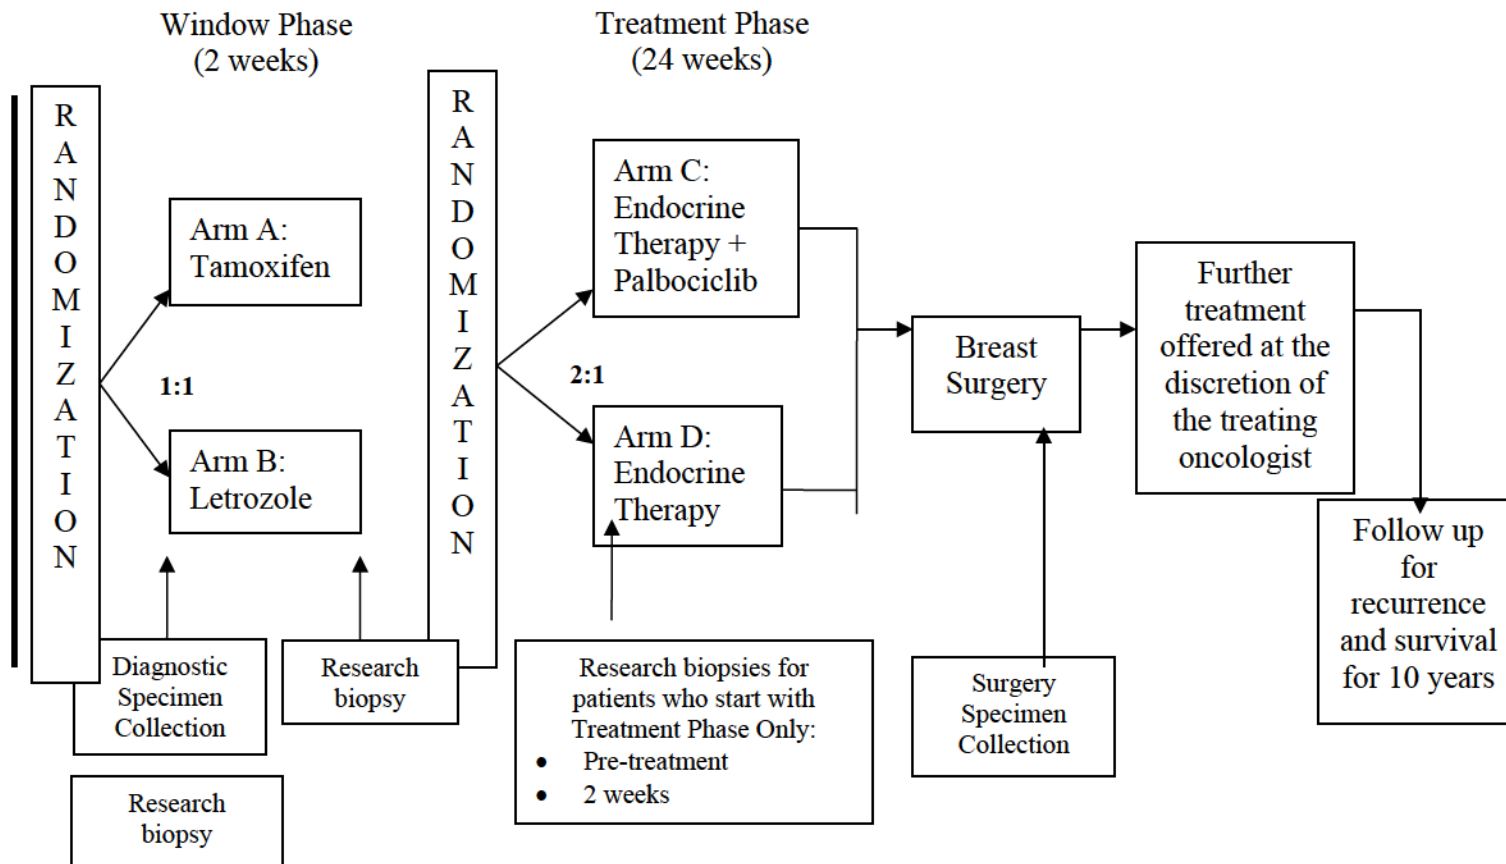 Window Phase
(2 weeks)
Treatment Phase
(24 weeks)
R
A
N
D
O
M
I
Z
A
T
I
O
N
Arm A:
Tamoxifen
1:1
Arm B:
Letrozole
Diagnostic
Specimen
Collection
Research
biopsy
Research
biopsy
R
A
N
D
O
M
I
Z
A
T
I
O
N
Arm C:
Endocrine
Therapy +
Palbociclib
2:1
Arm D:
Endocrine
Therapy
Research biopsies for
patients who start with
Treatment Phase Only:
• Pre-treatment
• 2 weeks
Breast
Surgery
Surgery
Specimen
Collection
Further
treatment
offered at the
discretion of
the treating
oncologist
Follow up
for
recurrence
and survival
for 10 years